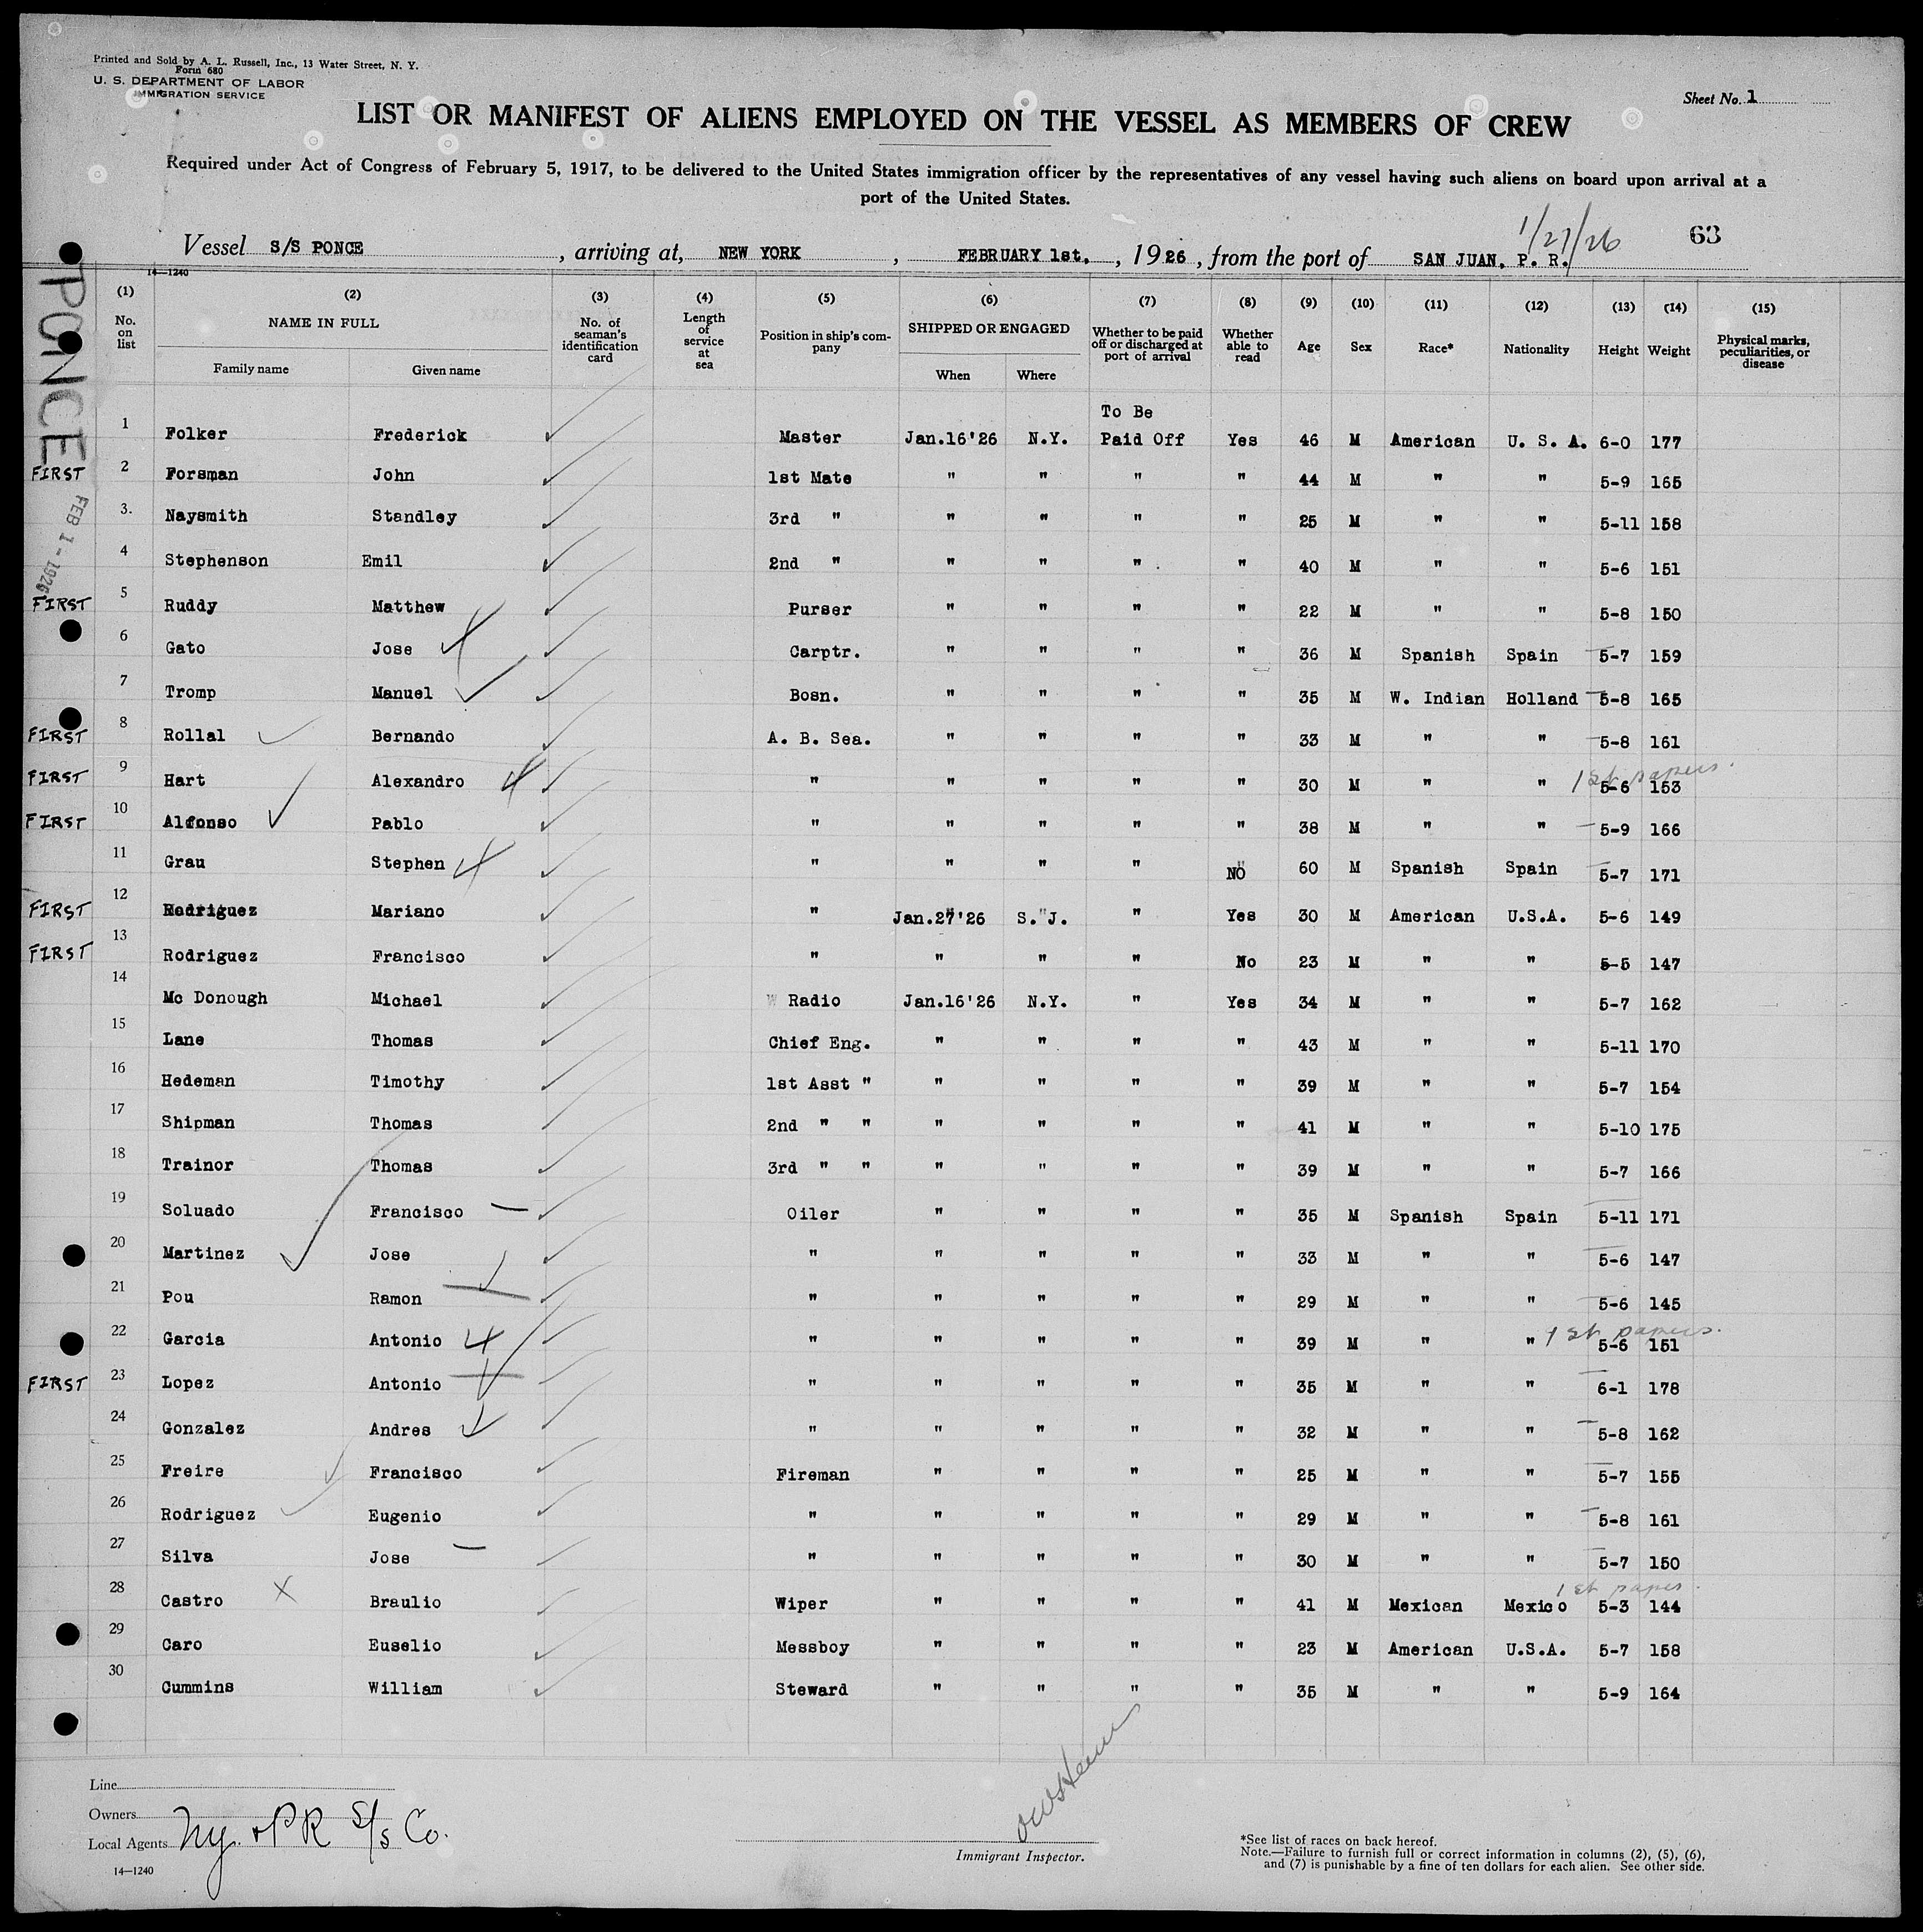 Printed and Sold by A. L. Russell, Inc., 13 Water Street, N. Y.
Form 680
U. S. DEPARTMENT OF LABOR
IMMIGRATION SERVICE
Sheet No. 1
LIST OR MANIFEST OF ALIENS EMPLOYED ON THE VESSEL AS MEMBERS OF CREW
Required under Act of Congress of February 5, 1917, to be delivered to the United States immigration officer by the representatives of any vessel having such aliens on board upon arrival at a
port of the United States.
1/27/26
63
Vessel S/S PONCE, arriving at, NEW YORK, FEBRUARY 1st., 1926, from the port of SAN JUAN, P. R.
14—1240
PONCE
FEB 1 - 1926
(1) (2) (3) (4) (5) (6) (7) (8) (9) (10) (11) (12) (13) (14) (15)
No. on list NAME IN FULL Family name Given name No. of seaman's identification card Length of service at sea Position in ship's company SHIPPED OR ENGAGED When Where Whether to be paid off or discharged at port of arrival Whether able to read Age Sex Race* Nationality Height Weight Physical marks, peculiarities, or disease
To Be
1 Folker Frederick Master Jan.16'26 N.Y. Paid Off Yes 46 M American U. S. A. 6-0 177
FIRST 2 Forsman John 1st Mate " " " " 44 M " " 5-9 165
3. Naysmith Standley 3rd " " " " " 25 M " " 5-11 158
4 Stephenson Emil 2nd " " " " " 40 M " " 5-6 151
FIRST 5 Ruddy Matthew Purser " " " " 22 M " " 5-8 150
6 Gato Jose Carptr. " " " " 36 M Spanish Spain 5-7 159
7 Tromp Manuel Bosn. " " " " 35 M W. Indian Holland 5-8 165
FIRST 8 Rollal Bernando A. B. Sea. " " " " 33 M " " 5-8 161
1st papers.
FIRST 9 Hart Alexandro " " " " " 30 M " " 5-6 153
FIRST 10 Alfonso Pablo " " " " " 38 M " " 5-9 166
11 Grau Stephen " " " " NO 60 M Spanish Spain 5-7 171
FIRST 12 Rodriguez Mariano " Jan.27'26 S. J. " Yes 30 M American U.S.A. 5-6 149
FIRST 13 Rodriguez Francisco " " " " No 23 M " " 5-5 147
14 Mc Donough Michael Radio Jan.16'26 N.Y. " Yes 34 M " " 5-7 162
15 Lane Thomas Chief Eng. " " " " 43 M " " 5-11 170
16 Hedeman Timothy 1st Asst " " " " " 39 M " " 5-7 154
17 Shipman Thomas 2nd " " " " " " 41 M " " 5-10 175
18 Trainor Thomas 3rd " " " " " " 39 M " " 5-7 166
19 Soluado Francisco Oiler " " " " 35 M Spanish Spain 5-11 171
20 Martinez Jose " " " " " 33 M " " 5-6 147
21 Pou Ramon " " " " " 29 M " " 5-6 145
1st papers.
22 Garcia Antonio " " " " " 39 M " " 5-6 151
FIRST 23 Lopez Antonio " " " " " 35 M " " 6-1 178
24 Gonzalez Andres " " " " " 32 M " " 5-8 162
25 Freire Francisco Fireman " " " " 25 M " " 5-7 155
26 Rodriguez Eugenio " " " " " 29 M " " 5-8 161
27 Silva Jose " " " " " 30 M " " 5-7 150
1st paper.
28 Castro Braulio Wiper " " " " 41 M Mexican Mexico 5-3 144
29 Caro Euselio Messboy " " " " 23 M American U.S.A. 5-7 158
30 Cummins William Steward " " " " 35 M " " 5-9 164
Line
Owners
Local Agents NY. & PR S/S Co.
14—1240
Immigrant Inspector.
*See list of races on back hereof.
Note.—Failure to furnish full or correct information in columns (2), (5), (6),
and (7) is punishable by a fine of ten dollars for each alien. See other side.